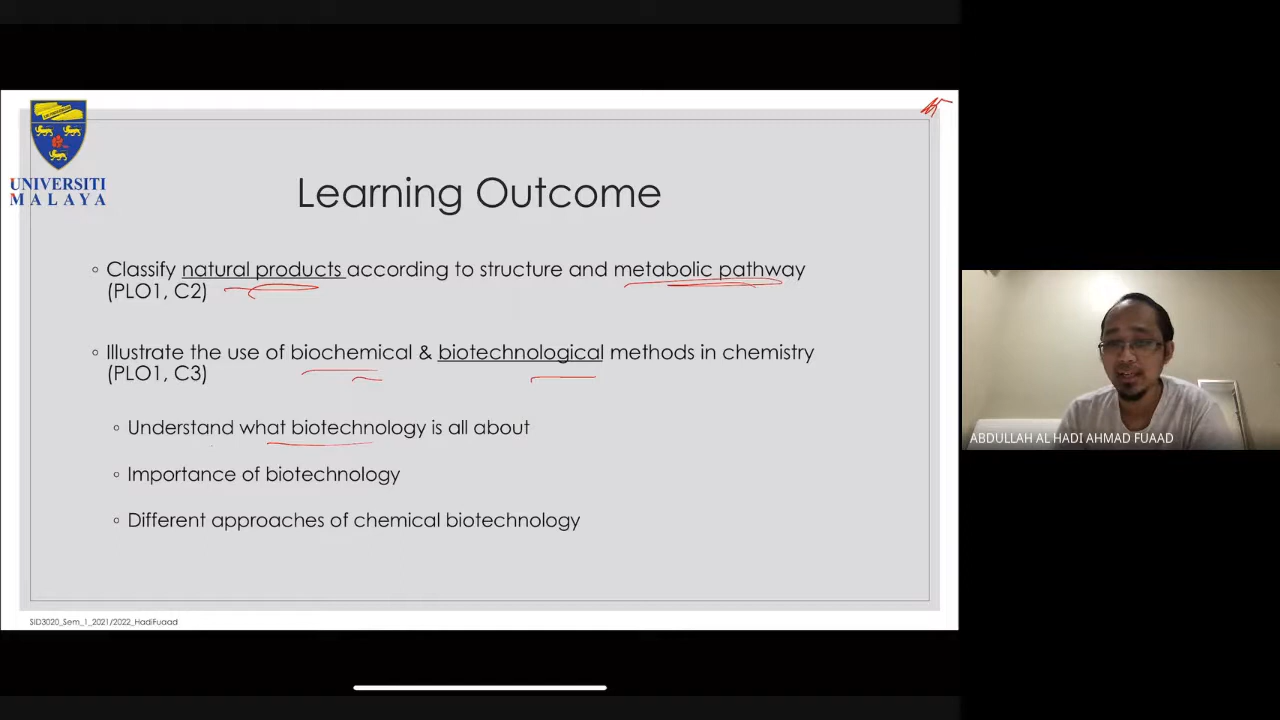 UNIVERSITI
MALAYA
Learning Outcome
◦ Classify natural products according to structure and metabolic pathway
(PLO1, C2)
◦ Illustrate the use of biochemical & biotechnological methods in chemistry
(PLO1, C3)
◦ Understand what biotechnology is all about
◦ Importance of biotechnology
◦ Different approaches of chemical biotechnology
SID3020_Sem_1_2021/2022_HadiFuaad
ABDULLAH AL HADI AHMAD FUAAD